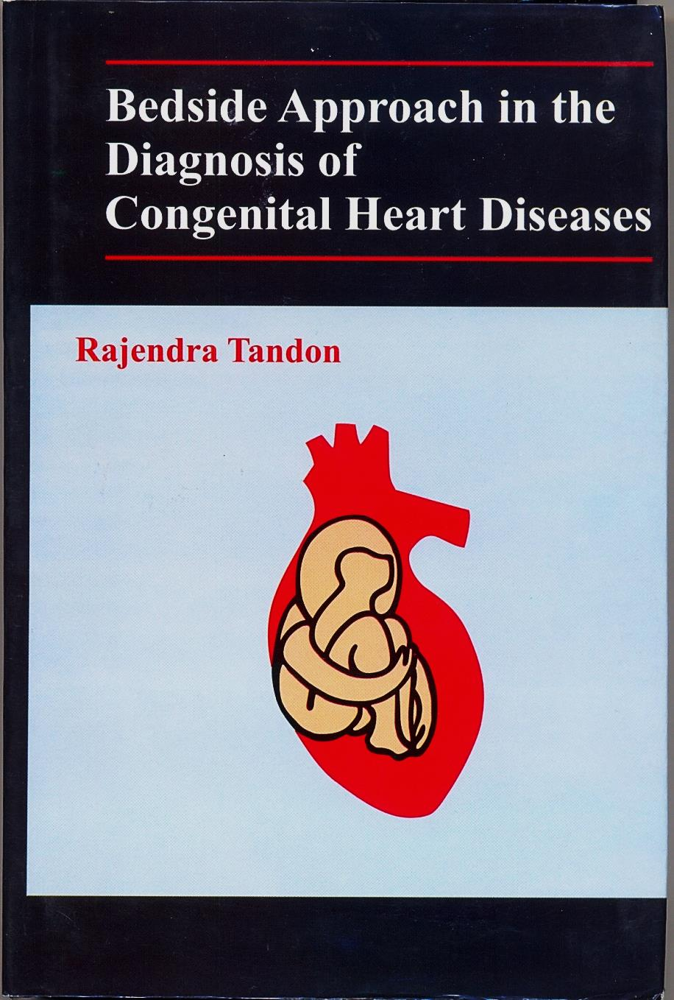 Bedside Approach in the
Diagnosis of
Congenital Heart Diseases
Rajendra Tandon